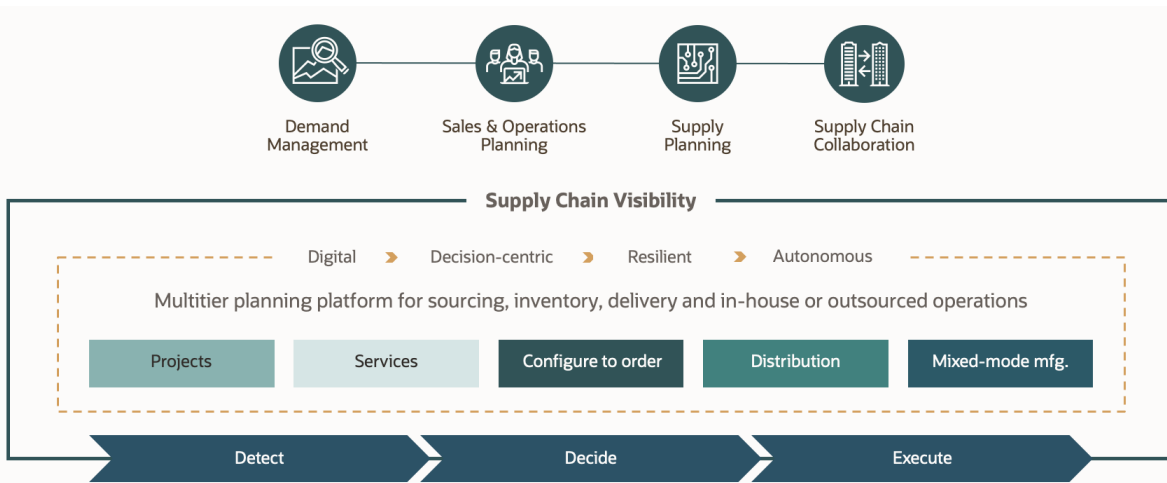 Demand
Management
Sales & Operations
Planning
Supply
Planning
Supply Chain
Collaboration
Supply Chain Visibility
Digital
Decision-centric
Resilient
Autonomous
Multitier planning platform for sourcing, inventory, delivery and in-house or outsourced operations
Projects
Services
Configure to order
Distribution
Mixed-mode mfg.
Detect
Decide
Execute